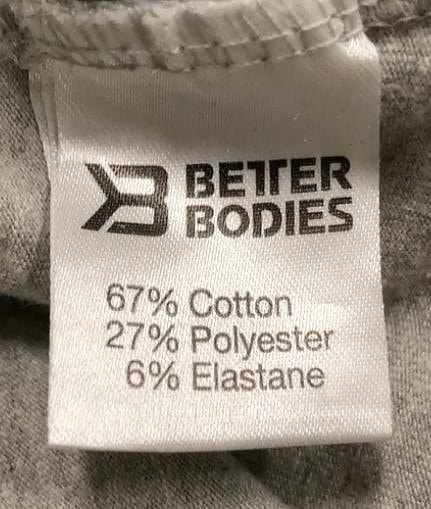 BETTER
BODIES
67% Cotton
27% Polyester
6% Elastane